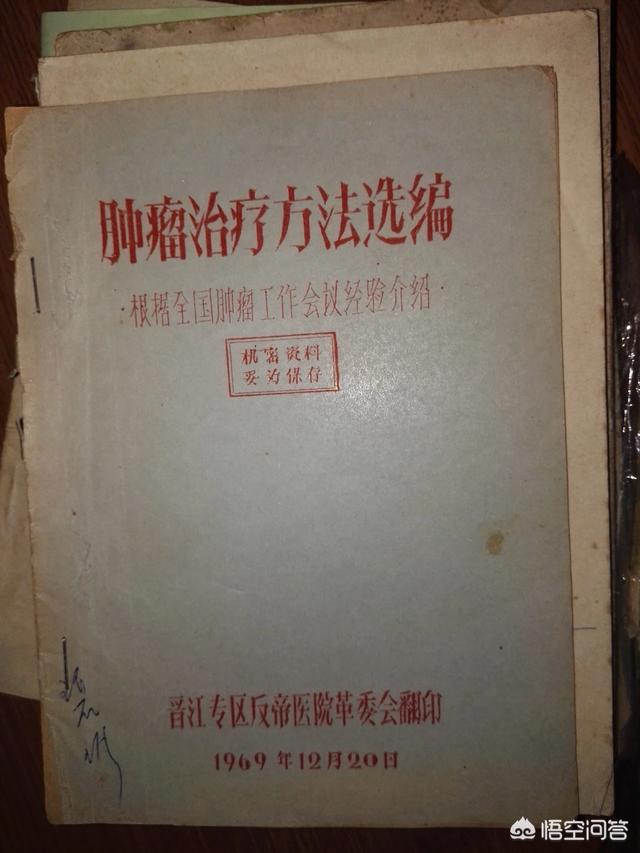 肿瘤治疗方法选编
·根据全国肿瘤工作会议经验介绍·
机密资料
妥为保存
晋江专区反帝医院革委会翻印
1969年12月20日
悟空问答